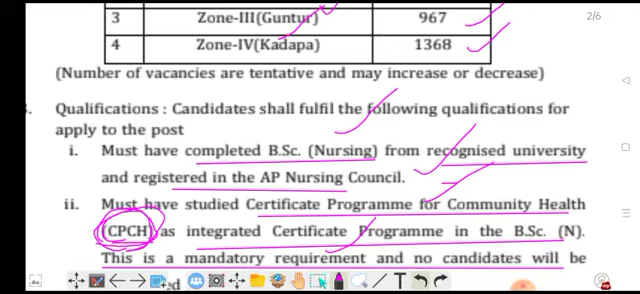 3 Zone-III(Guntur) 967
2/6
4 Zone-IV(Kadapa) 1368
(Number of vacancies are tentative and may increase or decrease)
Qualifications : Candidates shall fulfil the following qualifications for
apply to the post
i. Must have completed B.Sc. (Nursing) from recognised university
and registered in the AP Nursing Council.
ii. Must have studied Certificate Programme for Community Health
(CPCH) as integrated Certificate Programme in the B.Sc. (N).
This is a mandatory requirement and no candidates will be
T